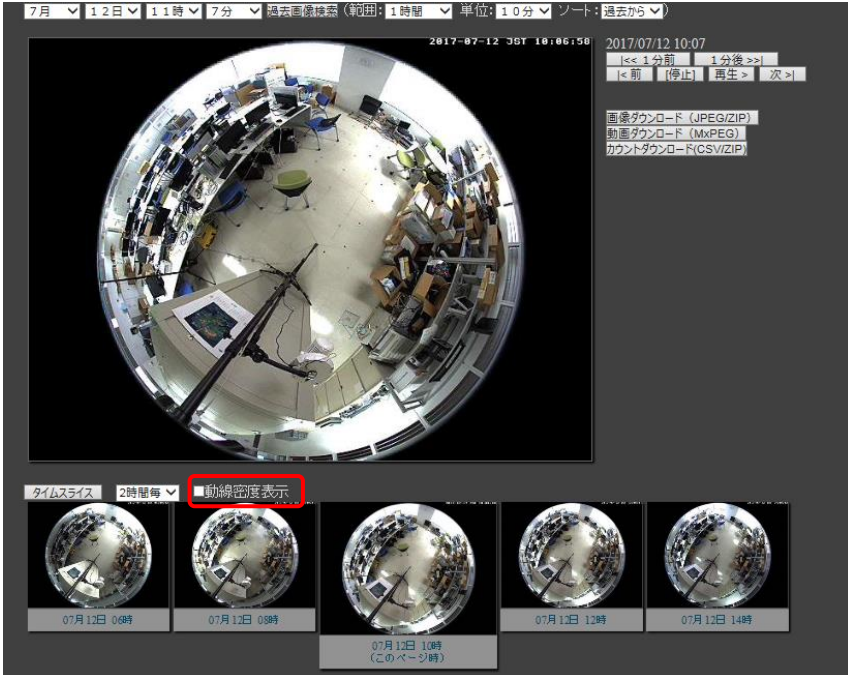 7月 12日 11時 7分 過去画像検索 (範囲: 1時間 単位: 10分 ソート: 過去から)
2017-07-12 JST 10:06:58
2017/07/12 10:07
|<< 1分前 1分後 >>|
|< 前 [停止] 再生 > 次 >|
画像ダウンロード (JPEG/ZIP)
動画ダウンロード (MxPEG)
カウントダウンロード(CSV/ZIP)
タイムスライス 2時間毎 ■動線密度表示
07月12日 06時 07月12日 08時 07月12日 12時 07月12日 14時
07月12日 10時
(このページ時)